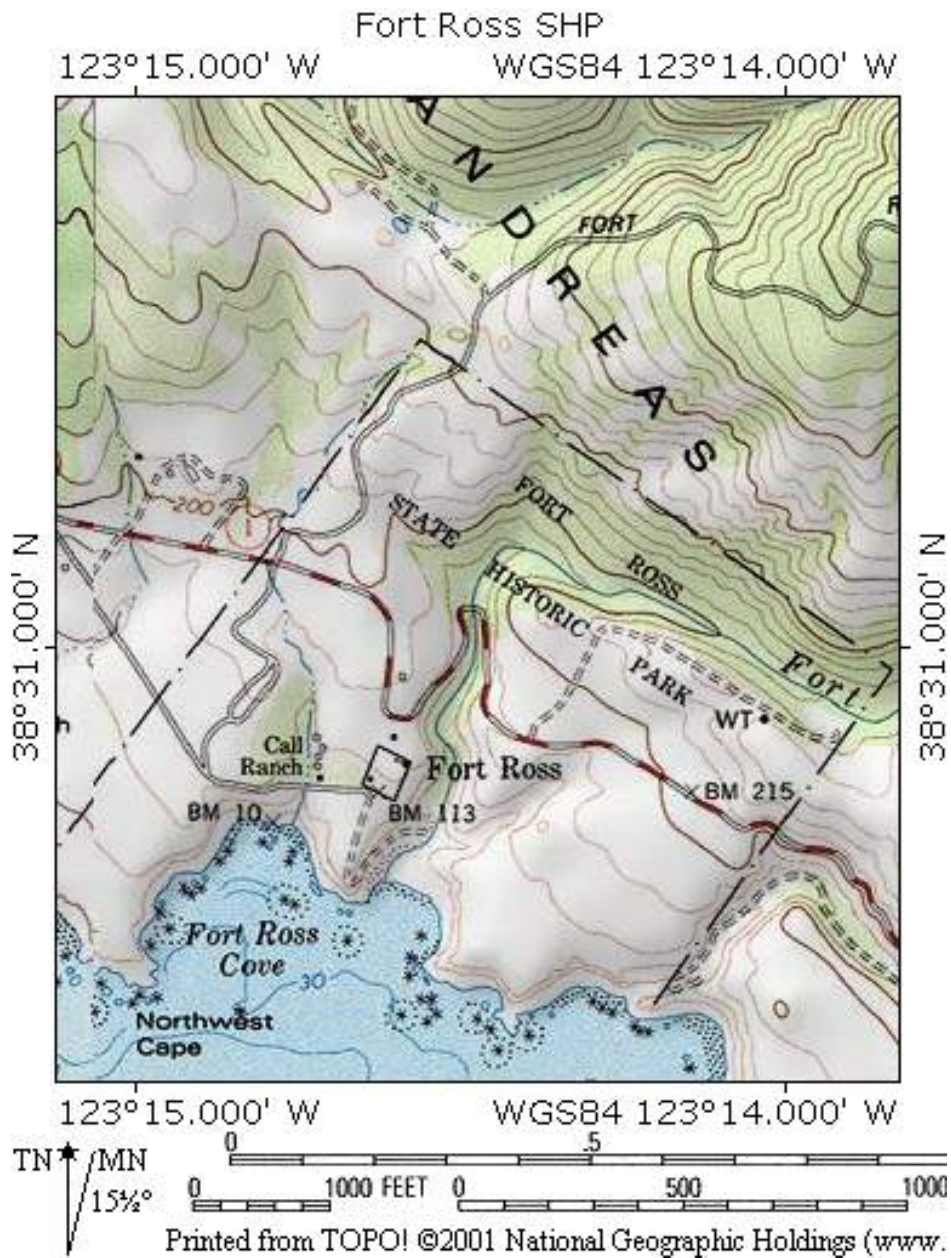 Fort Ross SHP
123°15.000' W WGS84 123°14.000' W
ANDREAS
FORT
200
STATE
FORT
ROSS
HISTORIC
PARK
Fort
38°31.000' N
38°31.000' N
WT
Call
Ranch
Fort Ross
BM 10
BM 113
BM 215
Fort Ross
Cove
30
Northwest
Cape
123°15.000' W WGS84 123°14.000' W
TN MN
15½°
0 .5
0 1000 FEET 0 500 1000
Printed from TOPO! ©2001 National Geographic Holdings (www